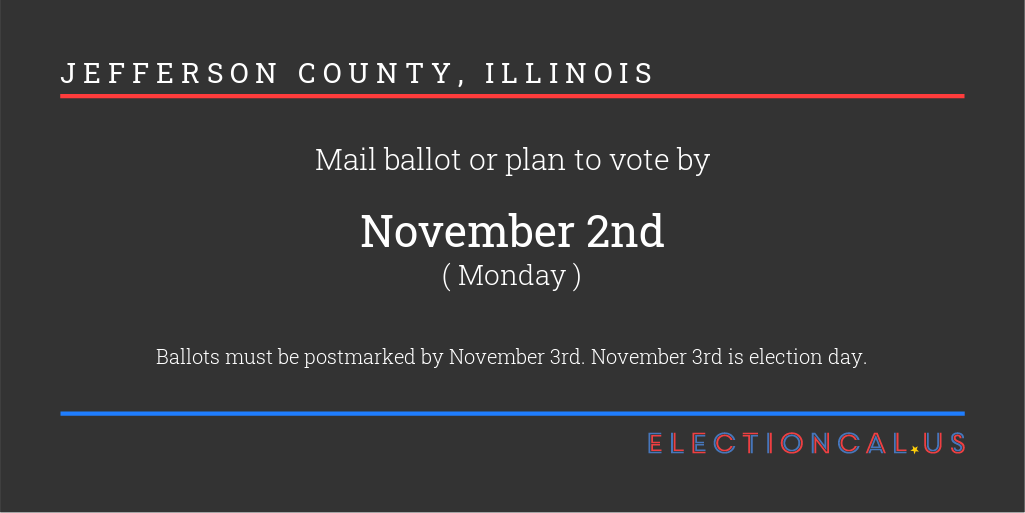 JEFFERSON COUNTY, ILLINOIS
Mail ballot or plan to vote by
November 2nd
( Monday )
Ballots must be postmarked by November 3rd. November 3rd is election day.
ELECTIONCAL★US